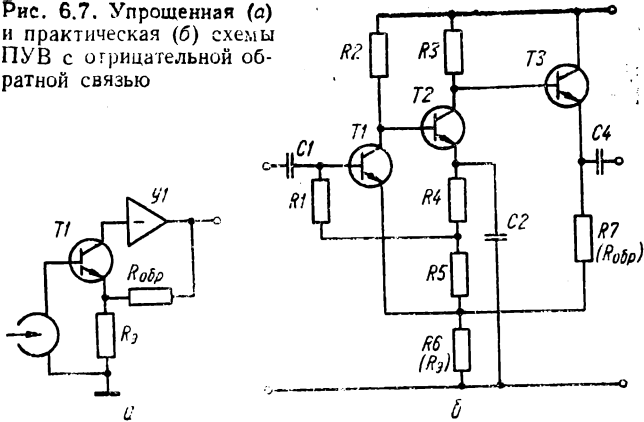 Рис. 6.7. Упрощенная (а)
и практическая (б) схемы
ПУВ с отрицательной об-
ратной связью
R2
R3
T3
T2
C1
T1
C4
R1
R4
C2
R7
(Rобр)
R5
R6
(Rэ)
б
У1
T1
Rобр
Rэ
а